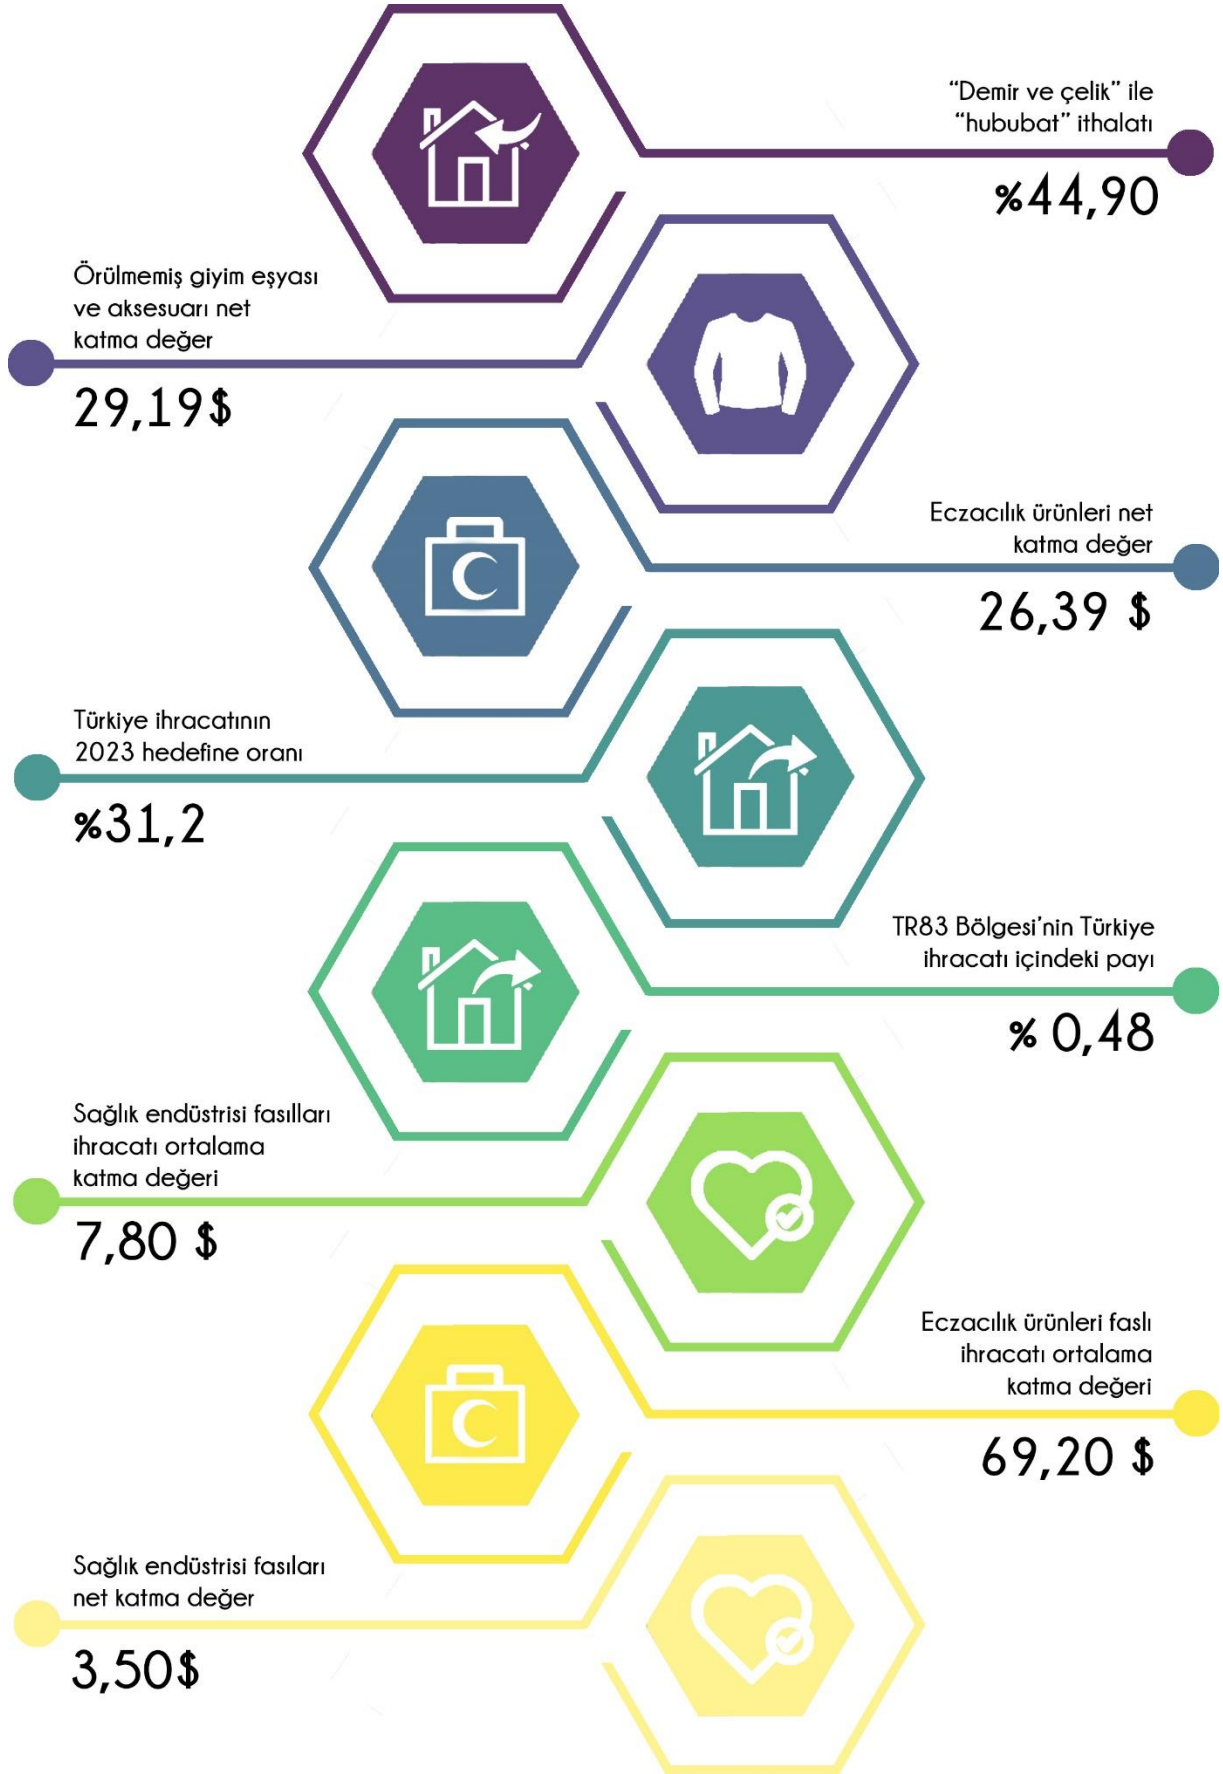 “Demir ve çelik” ile
“hububat” ithalatı
%44,90
Örülmemiş giyim eşyası
ve aksesuarı net
katma değer
29,19$
Eczacılık ürünleri net
katma değer
26,39 $
Türkiye ihracatının
2023 hedefine oranı
%31,2
TR83 Bölgesi’nin Türkiye
ihracatı içindeki payı
% 0,48
Sağlık endüstrisi fasılları
ihracatı ortalama
katma değeri
7,80 $
Eczacılık ürünleri faslı
ihracatı ortalama
katma değeri
69,20 $
Sağlık endüstrisi fasıları
net katma değer
3,50$